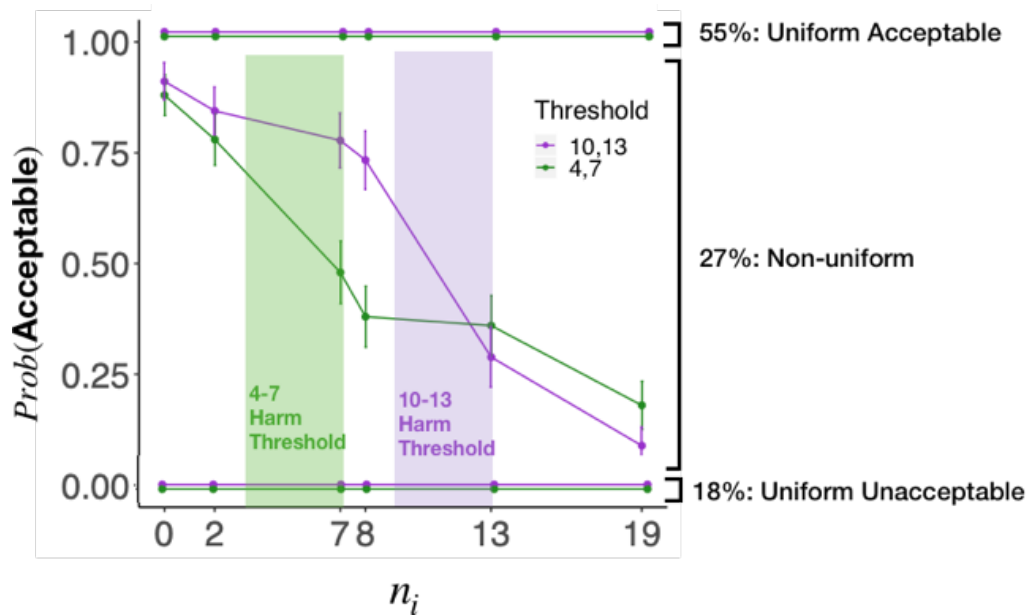 55%: Uniform Acceptable
1.00
0.75
0.50
0.25
0.00
Prob(Acceptable)
Threshold
10,13
4,7
27%: Non-uniform
4-7
Harm
Threshold
10-13
Harm
Threshold
18%: Uniform Unacceptable
0 2 7 8 13 19
n_i